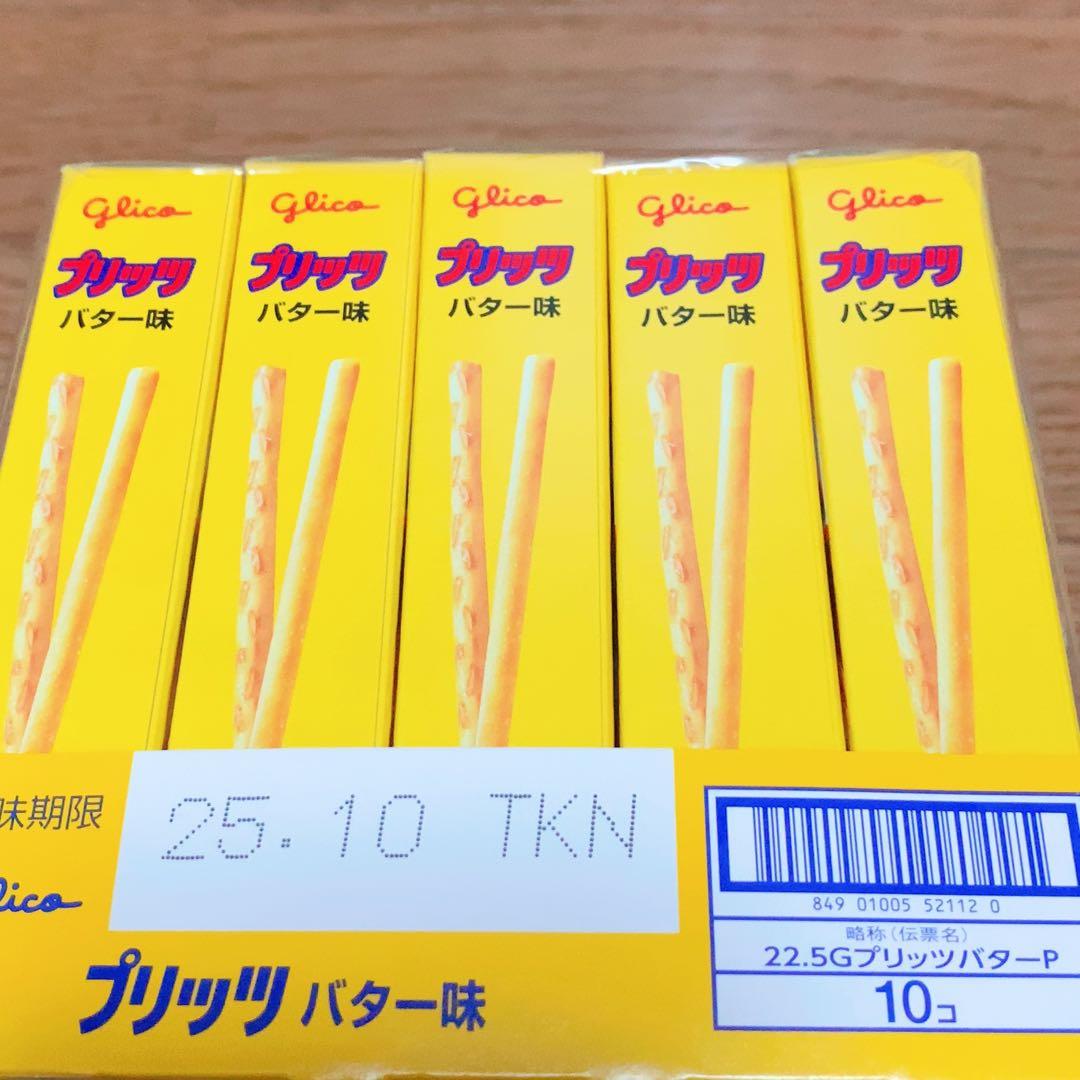 Glico
プリッツ
バター味
Glico
プリッツ
バター味
Glico
プリッツ
バター味
Glico
プリッツ
バター味
Glico
プリッツ
バター味
味期限
25.10 TKN
lico
プリッツ バター味
849 01005 52112 0
略称(伝票名)
22.5GプリッツバターP
10コ